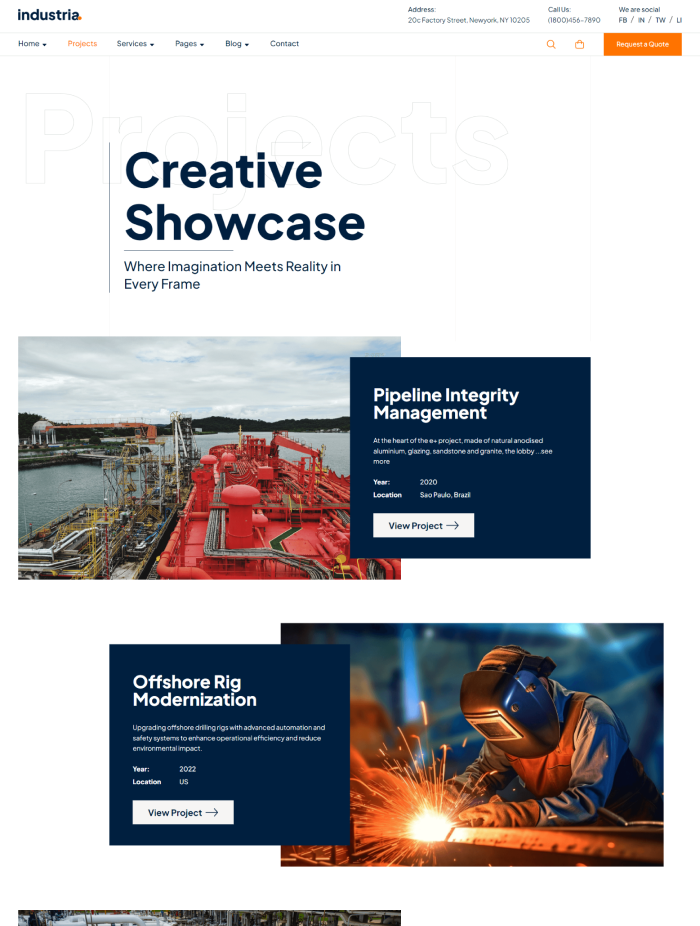 industria.
Address:
20c Factory Street, Newyork, NY 10205
Call Us:
(1800)456-7890
We are social
FB / IN / TW / LI
Home
Projects
Services
Pages
Blog
Contact
Request a Quote
Projects
Creative
Showcase
Where Imagination Meets Reality in
Every Frame
Pipeline Integrity
Management
At the heart of the e+ project, made of natural anodised
aluminium, glazing, sandstone and granite, the lobby ...see
more
Year: 2020
Location Sao Paulo, Brazil
View Project
Offshore Rig
Modernization
Upgrading offshore drilling rigs with advanced automation and
safety systems to enhance operational efficiency and reduce
environmental impact.
Year: 2022
Location US
View Project